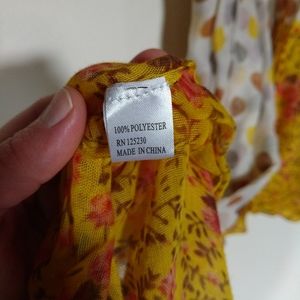 100% POLYESTER
RN 125230
MADE IN CHINA